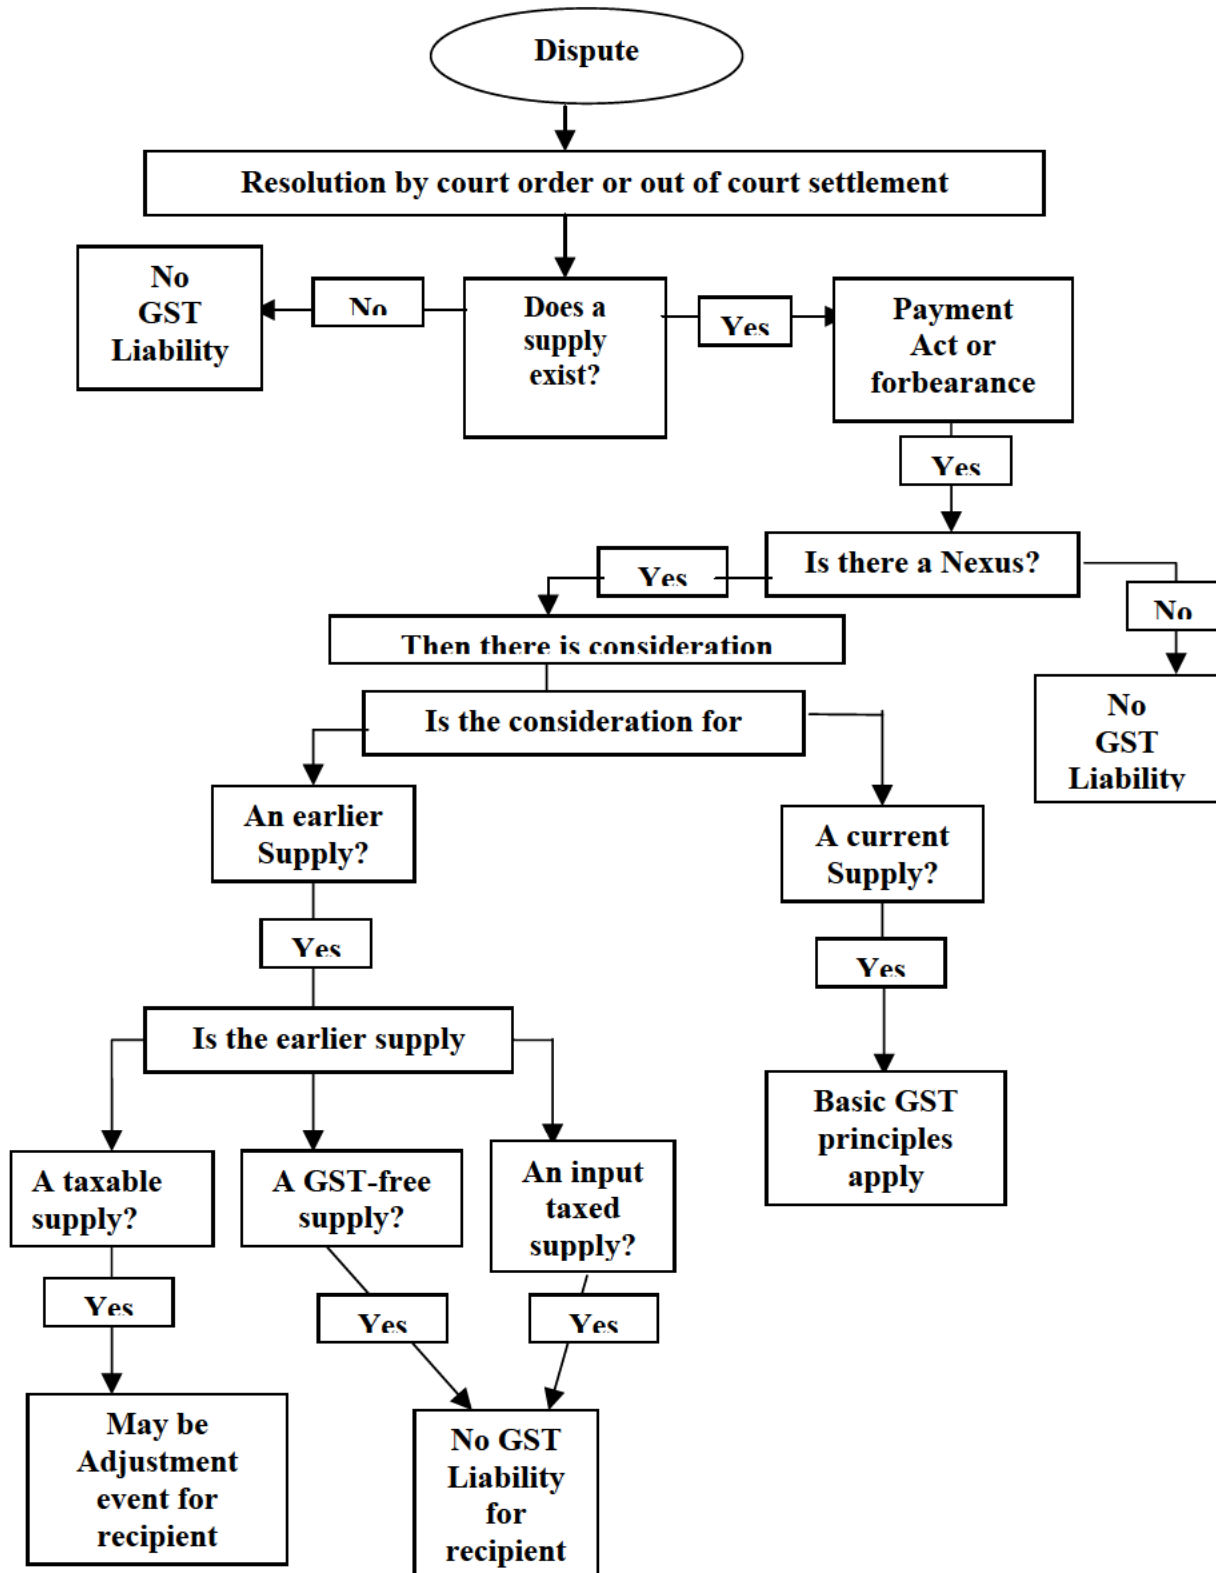 Dispute
Resolution by court order or out of court settlement
No
GST
Liability
No
Does a
supply
exist?
Yes
Payment
Act or
forbearance
Yes
Is there a Nexus?
Yes
No
Then there is consideration
No
GST
Liability
Is the consideration for
An earlier
Supply?
A current
Supply?
Yes
Yes
Is the earlier supply
Basic GST
principles
apply
A taxable
supply?
A GST-free
supply?
An input
taxed
supply?
Yes
Yes
Yes
May be
Adjustment
event for
recipient
No GST
Liability
for
recipient